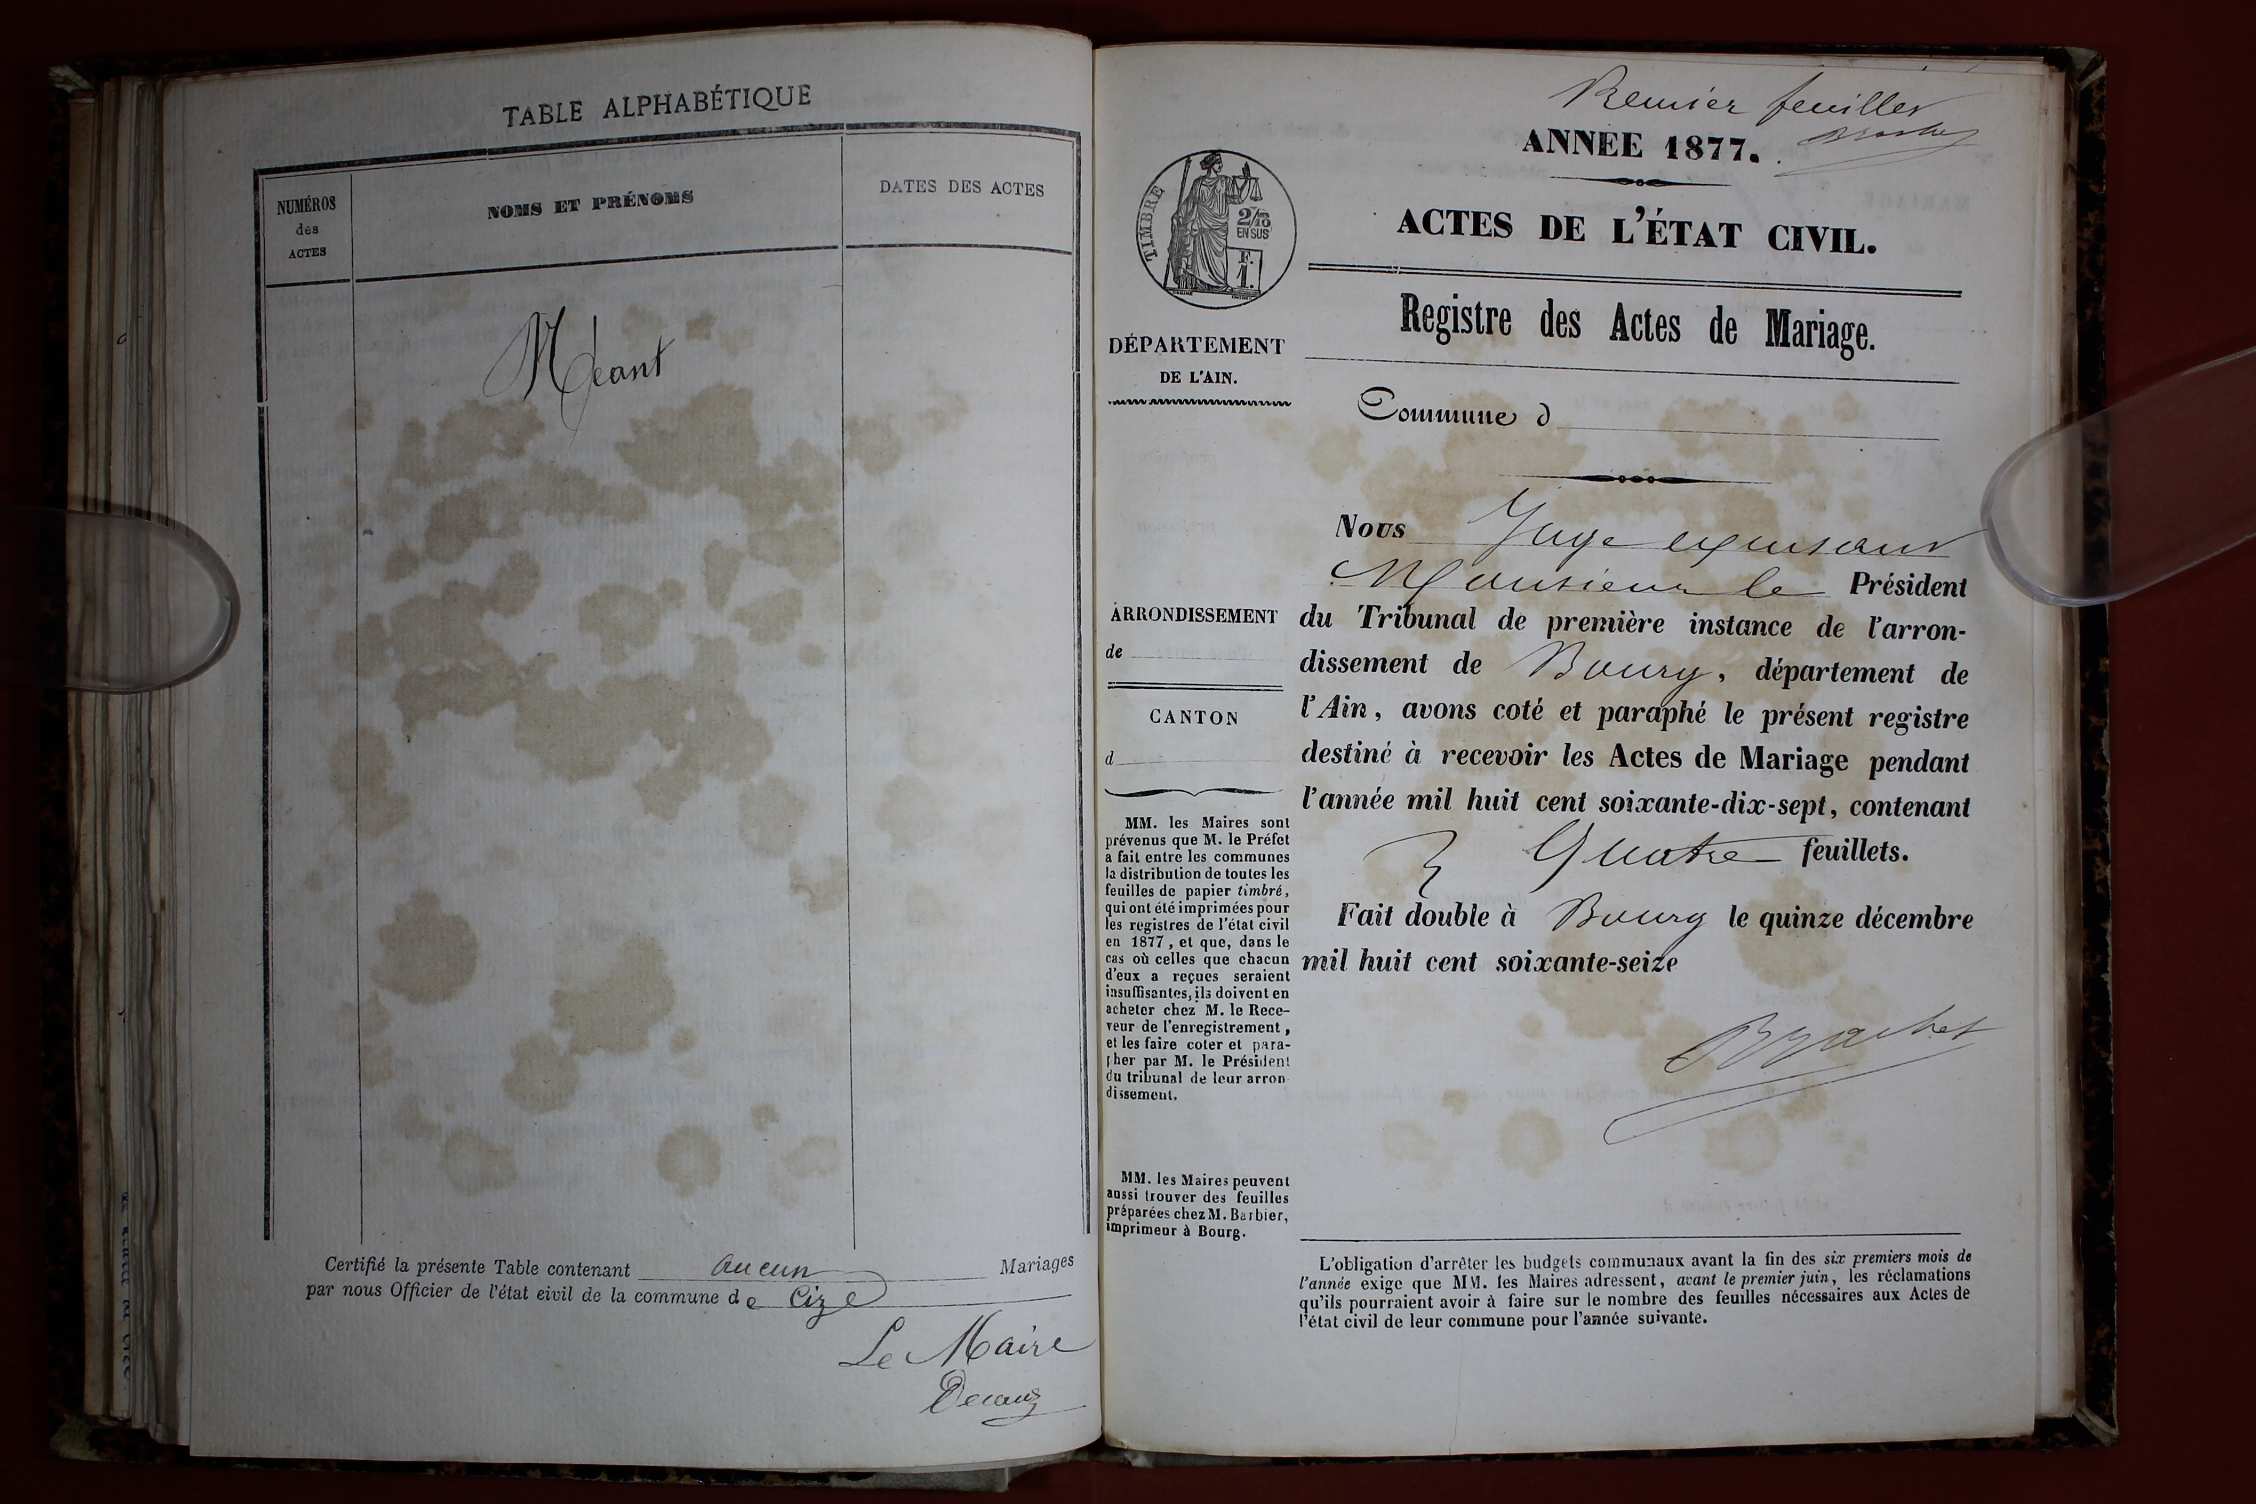 TABLE ALPHABÉTIQUE
NUMÉROS
des
ACTES
NOMS ET PRÉNOMS
DATES DES ACTES
Néant
Certifié la présente Table contenant aucun Mariages
par nous Officier de l'état civil de la commune de Cize
Le Maire
Premier feuillet
ANNÉE 1877.
ACTES DE L'ÉTAT CIVIL.
Registre des Actes de Mariage.
TIMBRE
2/10
EN SUS
F.
1.
DÉPARTEMENT
DE L'AIN.
Commune d
ARRONDISSEMENT
de
CANTON
d
MM. les Maires sont
prévenus que M. le Préfet
a fait entre les communes
la distribution de toutes les
feuilles de papier timbré,
qui ont été imprimées pour
les registres de l'état civil
en 1877, et que, dans le
cas où celles que chacun
d'eux a reçues seraient
insuffisantes, ils doivent en
acheter chez M. le Rece-
veur de l'enregistrement,
et les faire coter et para-
pher par M. le Président
du tribunal de leur arron-
dissement.
MM. les Maires peuvent
aussi trouver des feuilles
préparées chez M. Barbier,
imprimeur à Bourg.
Nous Juge
Monsieur le Président
du Tribunal de première instance de l'arron-
dissement de Bourg, département de
l'Ain, avons coté et paraphé le présent registre
destiné à recevoir les Actes de Mariage pendant
l'année mil huit cent soixante-dix-sept, contenant
Quatre feuillets.
Fait double à Bourg le quinze décembre
mil huit cent soixante-seize
Brachet
L'obligation d'arrêter les budgets communaux avant la fin des six premiers mois de
l'année exige que MM. les Maires adressent, avant le premier juin, les réclamations
qu'ils pourraient avoir à faire sur le nombre des feuilles nécessaires aux Actes de
l'état civil de leur commune pour l'année suivante.